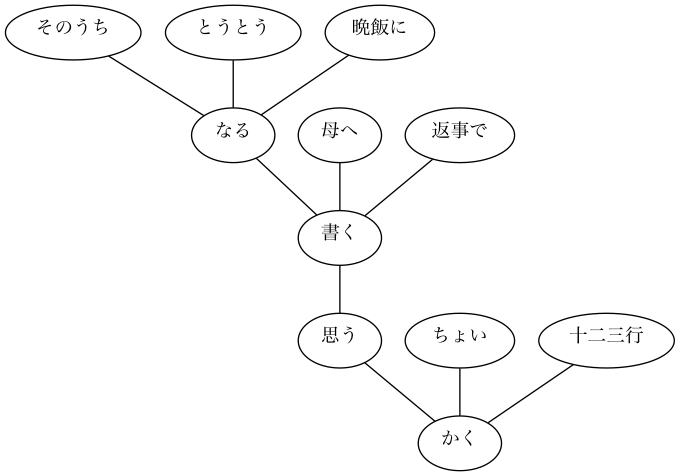 そのうち
とうとう
晩飯に
なる
母へ
返事で
書く
思う
ちょい
十二三行
かく